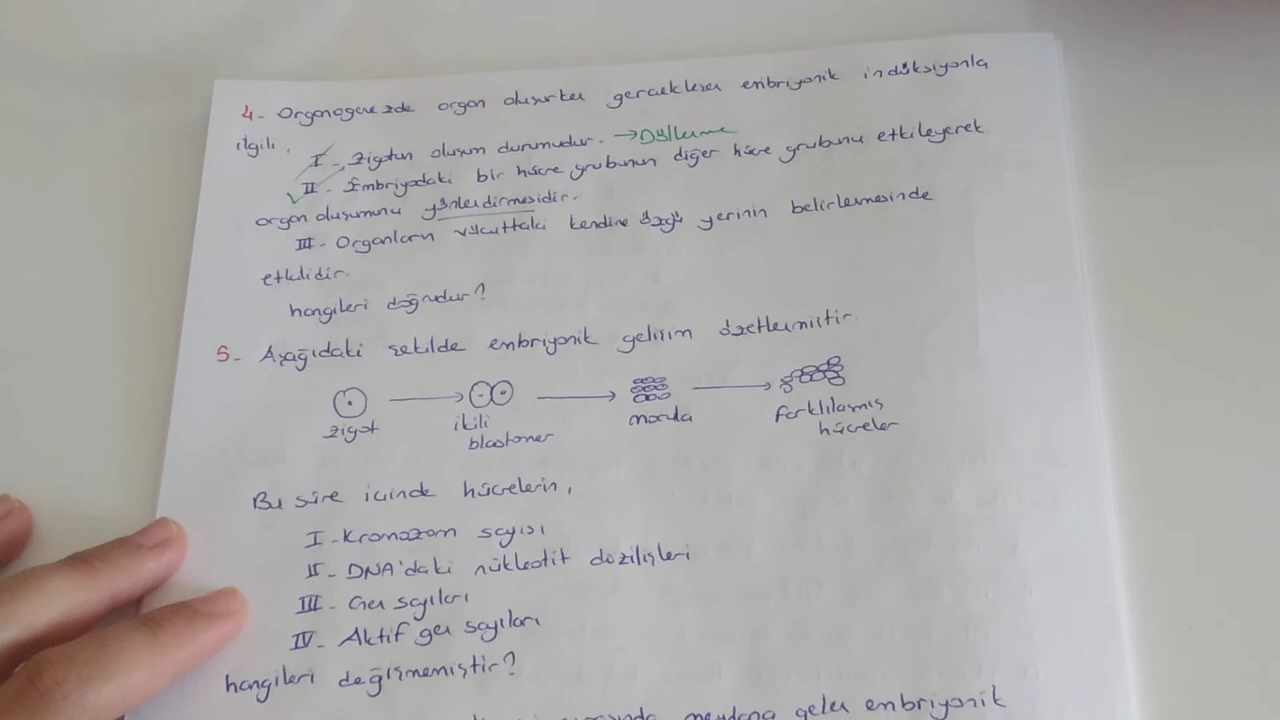 4- Organogenezde organ oluşurken gerçekleşen embriyonik indüksiyonla
ilgili,
I- Zigotun oluşum durumudur. →Döllenme
II- Embriyodaki bir hücre grubunun diğer hücre grubunu etkileyerek
organ oluşumunu yönlendirmesidir.
III- Organların vücuttaki kendine özgü yerinin belirlenmesinde
etkilidir.
hangileri doğrudur?
5- Aşağıdaki şekilde embriyonik gelişim özetlenmiştir.
zigot ikili blastomer morula farklılaşmış hücreler
Bu süre içinde hücrelerin,
I-Kromozom sayısı
II- DNA'daki nükleotit dizilişleri
III- Gen sayıları
IV- Aktif gen sayıları
hangileri değişmemiştir?
meydana gelen embriyonik